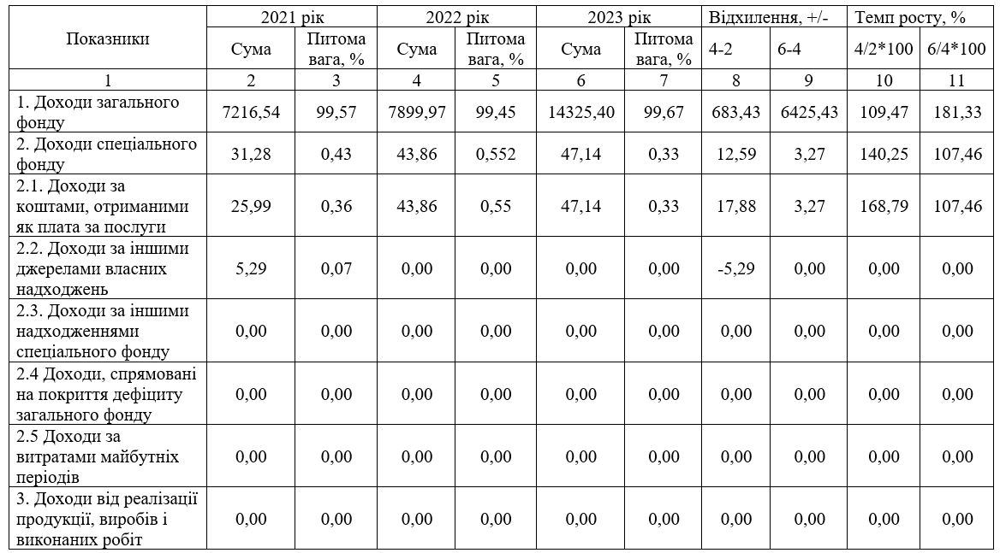 Показники 2021 рік 2022 рік 2023 рік Відхилення, +/- Темп росту, %
Сума Питома вага, % Сума Питома вага, % Сума Питома вага, % 4-2 6-4 4/2*100 6/4*100
1 2 3 4 5 6 7 8 9 10 11
1. Доходи загального
фонду 7216,54 99,57 7899,97 99,45 14325,40 99,67 683,43 6425,43 109,47 181,33
2. Доходи спеціального
фонду 31,28 0,43 43,86 0,552 47,14 0,33 12,59 3,27 140,25 107,46
2.1. Доходи за
коштами, отриманими
як плата за послуги 25,99 0,36 43,86 0,55 47,14 0,33 17,88 3,27 168,79 107,46
2.2. Доходи за іншими
джерелами власних
надходжень 5,29 0,07 0,00 0,00 0,00 0,00 -5,29 0,00 0,00 0,00
2.3. Доходи за іншими
надходженнями
спеціального фонду 0,00 0,00 0,00 0,00 0,00 0,00 0,00 0,00 0,00 0,00
2.4 Доходи, спрямовані
на покриття дефіциту
загального фонду 0,00 0,00 0,00 0,00 0,00 0,00 0,00 0,00 0,00 0,00
2.5 Доходи за
витратами майбутніх
періодів 0,00 0,00 0,00 0,00 0,00 0,00 0,00 0,00 0,00 0,00
3. Доходи від реалізації
продукції, виробів і
виконаних робіт 0,00 0,00 0,00 0,00 0,00 0,00 0,00 0,00 0,00 0,00